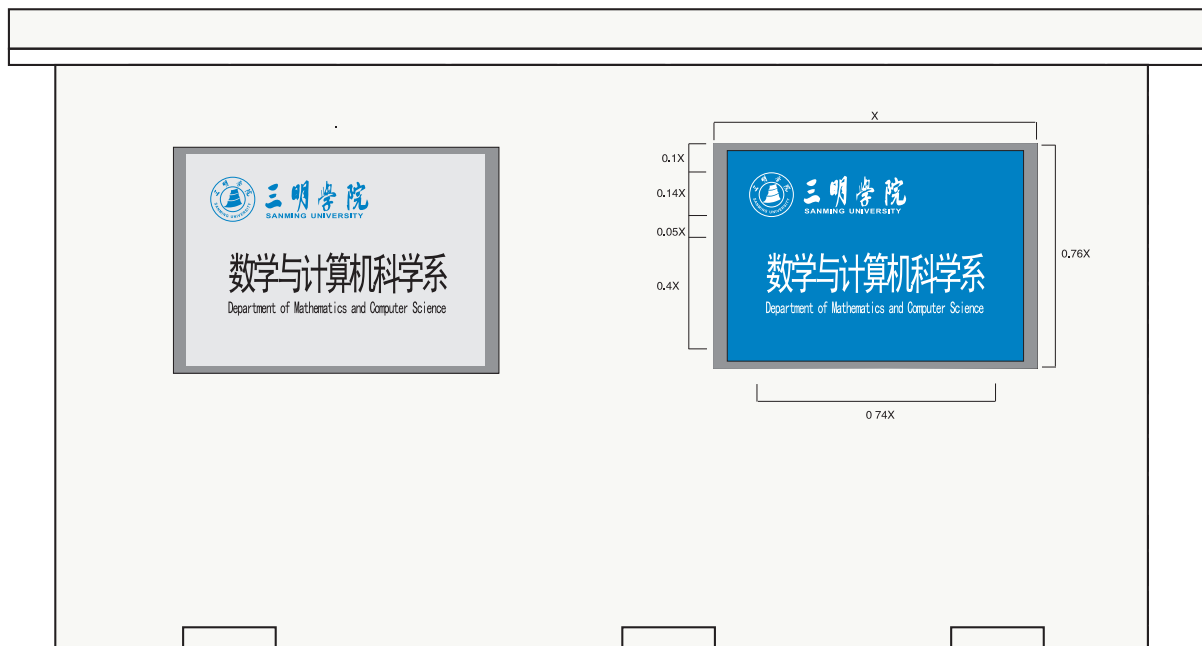 三明学院
SANMING UNIVERSITY
数学与计算机科学系
Department of Mathematics and Computer Science
X
0.1X
0.14X
0.05X
0.4X
三明学院
SANMING UNIVERSITY
数学与计算机科学系
Department of Mathematics and Computer Science
0.76X
0 74X